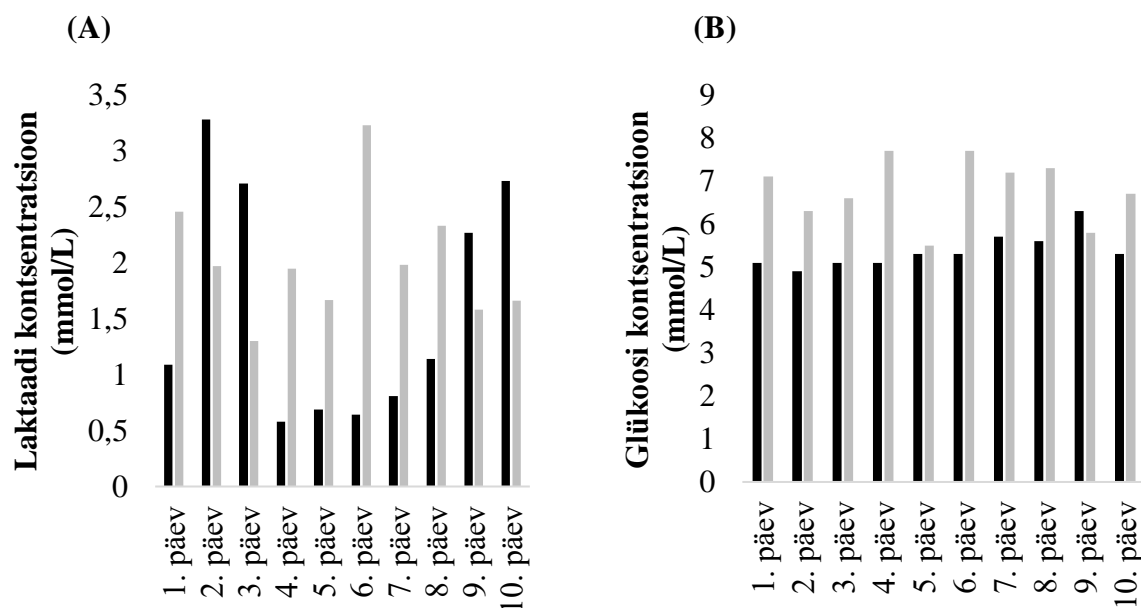 (A)
Laktaadi kontsentratsioon
(mmol/L)
3,5
3
2,5
2
1,5
1
0,5
0
1. päev
2. päev
3. päev
4. päev
5. päev
6. päev
7. päev
8. päev
9. päev
10. päev
(B)
Glükoosi kontsentratsioon
(mmol/L)
9
8
7
6
5
4
3
2
1
0
1. päev
2. päev
3. päev
4. päev
5. päev
6. päev
7. päev
8. päev
9. päev
10. päev